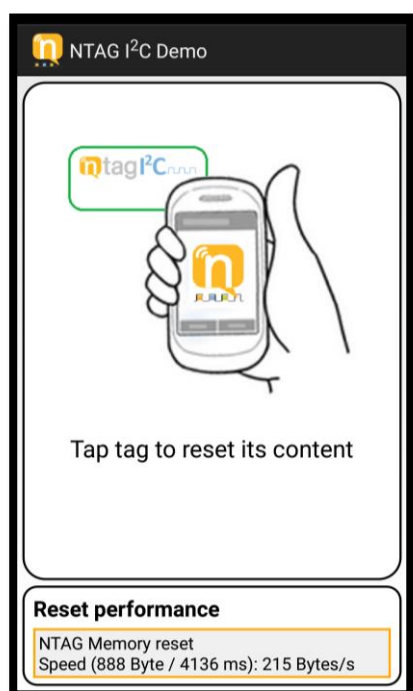 NTAG I²C Demo
ntag I²C
Tap tag to reset its content
Reset performance
NTAG Memory reset
Speed (888 Byte / 4136 ms): 215 Bytes/s